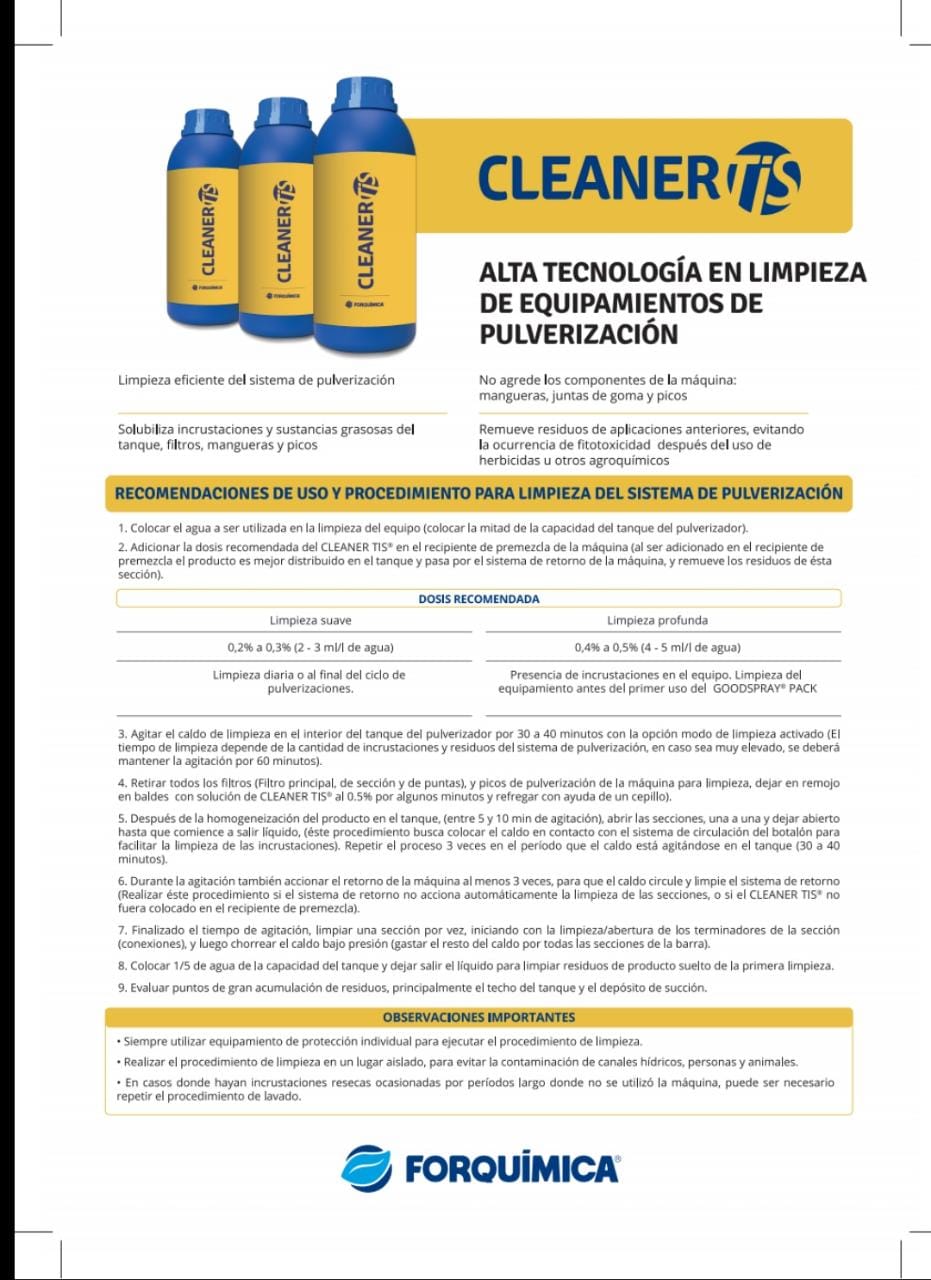 CLEANER TIS
FORQUÍMICA
CLEANER TIS
FORQUÍMICA
CLEANER TIS
FORQUÍMICA
CLEANER TIS
ALTA TECNOLOGÍA EN LIMPIEZA
DE EQUIPAMIENTOS DE
PULVERIZACIÓN
Limpieza eficiente del sistema de pulverización
No agrede los componentes de la máquina:
mangueras, juntas de goma y picos
Solubiliza incrustaciones y sustancias grasosas del
tanque, filtros, mangueras y picos
Remueve residuos de aplicaciones anteriores, evitando
la ocurrencia de fitotoxicidad después del uso de
herbicidas u otros agroquímicos
RECOMENDACIONES DE USO Y PROCEDIMIENTO PARA LIMPIEZA DEL SISTEMA DE PULVERIZACIÓN
1. Colocar el agua a ser utilizada en la limpieza del equipo (colocar la mitad de la capacidad del tanque del pulverizador).
2. Adicionar la dosis recomendada del CLEANER TIS® en el recipiente de premezcla de la máquina (al ser adicionado en el recipiente de
premezcla el producto es mejor distribuido en el tanque y pasa por el sistema de retorno de la máquina, y remueve los residuos de ésta
sección).
DOSIS RECOMENDADA
Limpieza suave
Limpieza profunda
0,2% a 0,3% (2 - 3 ml/l de agua)
0,4% a 0,5% (4 - 5 ml/l de agua)
Limpieza diaria o al final del ciclo de
pulverizaciones.
Presencia de incrustaciones en el equipo. Limpieza del
equipamiento antes del primer uso del GOODSPRAY® PACK
3. Agitar el caldo de limpieza en el interior del tanque del pulverizador por 30 a 40 minutos con la opción modo de limpieza activado (El
tiempo de limpieza depende de la cantidad de incrustaciones y residuos del sistema de pulverización, en caso sea muy elevado, se deberá
mantener la agitación por 60 minutos).
4. Retirar todos los filtros (Filtro principal, de sección y de puntas), y picos de pulverización de la máquina para limpieza, dejar en remojo
en baldes con solución de CLEANER TIS® al 0.5% por algunos minutos y refregar con ayuda de un cepillo).
5. Después de la homogeneización del producto en el tanque, (entre 5 y 10 min de agitación), abrir las secciones, una a una y dejar abierto
hasta que comience a salir líquido, (éste procedimiento busca colocar el caldo en contacto con el sistema de circulación del botalón para
facilitar la limpieza de las incrustaciones). Repetir el proceso 3 veces en el período que el caldo está agitándose en el tanque (30 a 40
minutos).
6. Durante la agitación también accionar el retorno de la máquina al menos 3 veces, para que el caldo circule y limpie el sistema de retorno
(Realizar éste procedimiento si el sistema de retorno no acciona automáticamente la limpieza de las secciones, o si el CLEANER TIS® no
fuera colocado en el recipiente de premezcla).
7. Finalizado el tiempo de agitación, limpiar una sección por vez, iniciando con la limpieza/abertura de los terminadores de la sección
(conexiones), y luego chorrear el caldo bajo presión (gastar el resto del caldo por todas las secciones de la barra).
8. Colocar 1/5 de agua de la capacidad del tanque y dejar salir el líquido para limpiar residuos de producto suelto de la primera limpieza.
9. Evaluar puntos de gran acumulación de residuos, principalmente el techo del tanque y el depósito de succión.
OBSERVACIONES IMPORTANTES
• Siempre utilizar equipamiento de protección individual para ejecutar el procedimiento de limpieza.
• Realizar el procedimiento de limpieza en un lugar aislado, para evitar la contaminación de canales hídricos, personas y animales.
• En casos donde hayan incrustaciones resecas ocasionadas por períodos largo donde no se utilizó la máquina, puede ser necesario
repetir el procedimiento de lavado.
FORQUÍMICA®